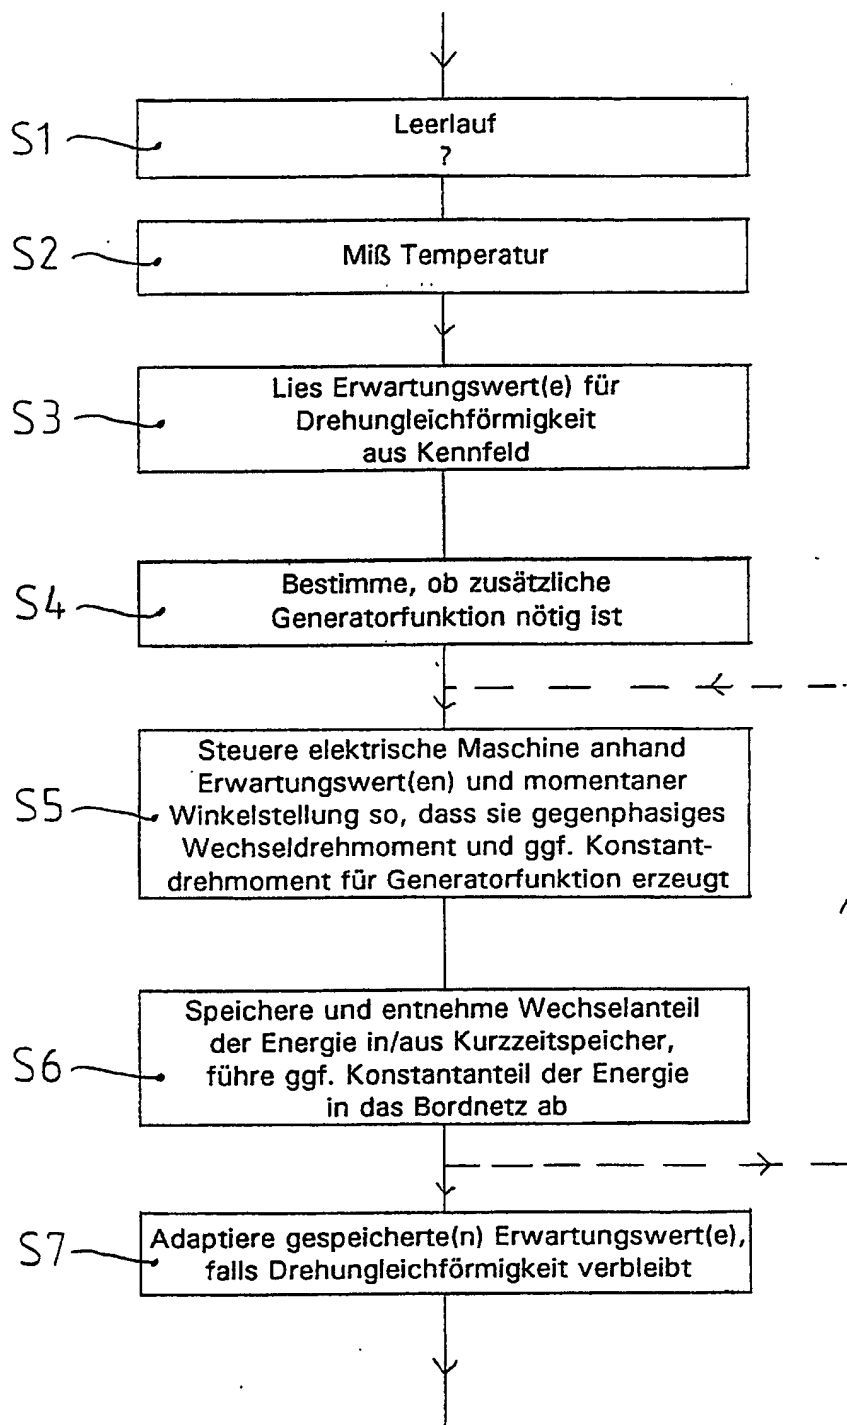 S1
Leerlauf
?
S2
Miß Temperatur
S3
Lies Erwartungswert(e) für
Drehungleichförmigkeit
aus Kennfeld
S4
Bestimme, ob zusätzliche
Generatorfunktion nötig ist
S5
Steuere elektrische Maschine anhand
Erwartungswert(en) und momentaner
Winkelstellung so, dass sie gegenphasiges
Wechseldrehmoment und ggf. Konstant-
drehmoment für Generatorfunktion erzeugt
S6
Speichere und entnehme Wechselanteil
der Energie in/aus Kurzzeitspeicher,
führe ggf. Konstantanteil der Energie
in das Bordnetz ab
S7
Adaptiere gespeicherte(n) Erwartungswert(e),
falls Drehungleichförmigkeit verbleibt